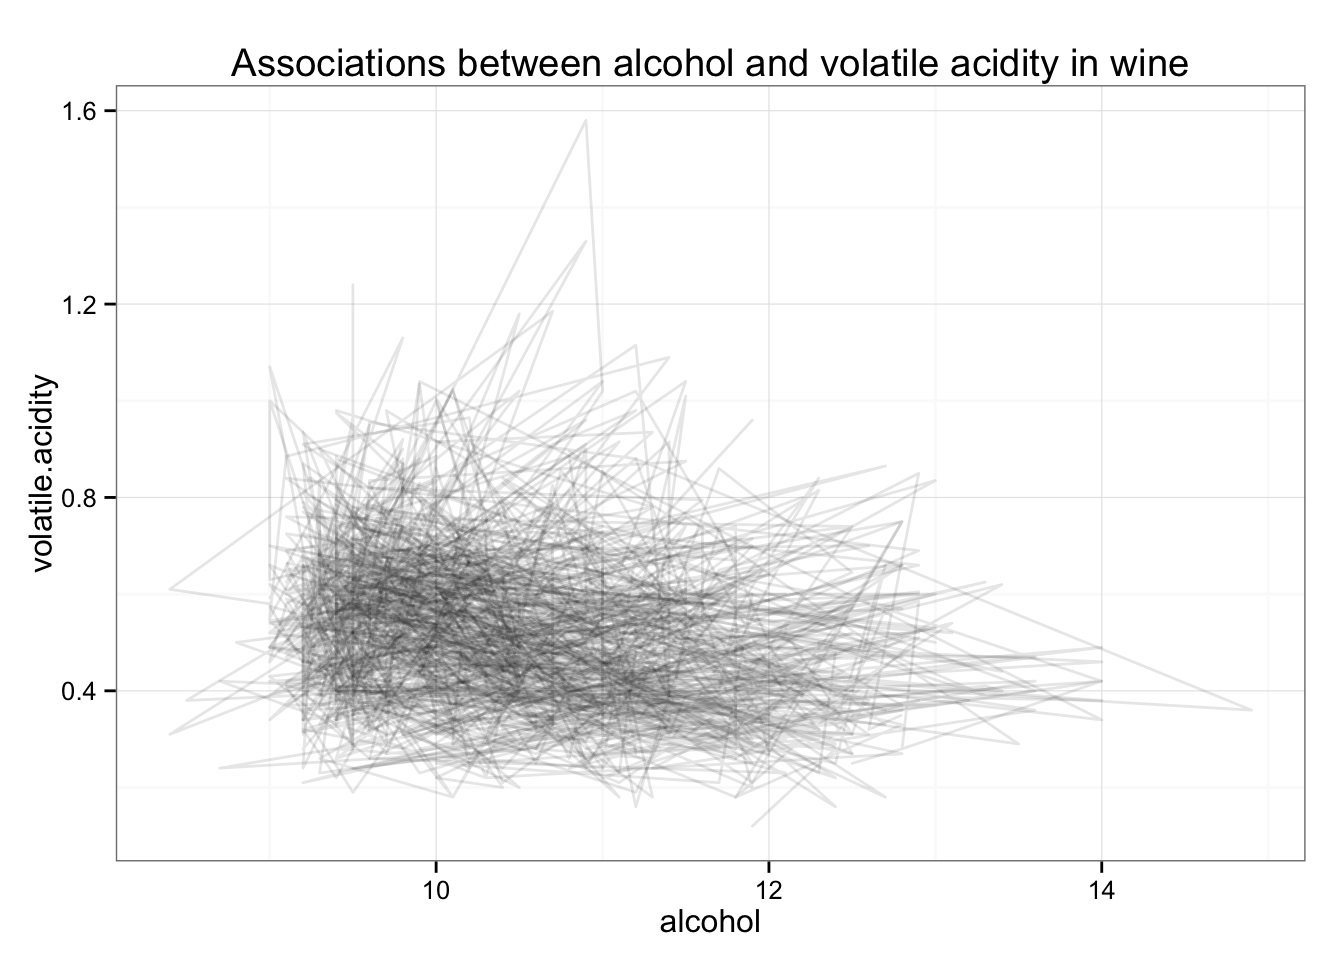 Associations between alcohol and volatile acidity in wine
1.6
1.2
0.8
0.4
volatile.acidity
10 12 14
alcohol